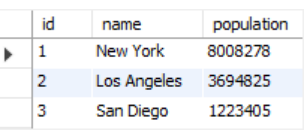 id name population
1 New York 8008278
2 Los Angeles 3694825
3 San Diego 1223405